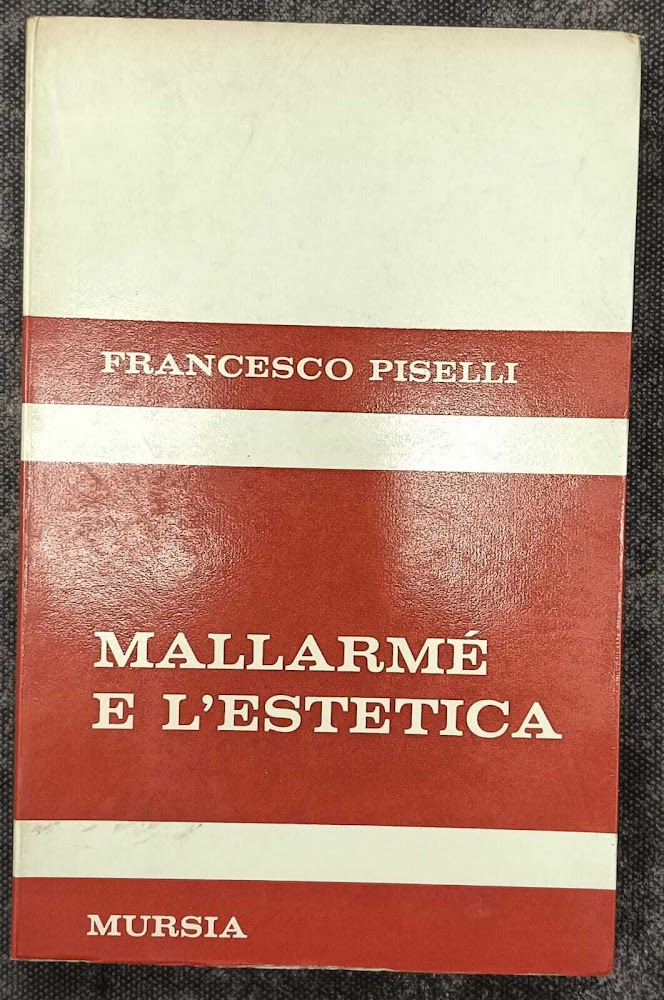 FRANCESCO PISELLI
MALLARMÉ
E L'ESTETICA
MURSIA